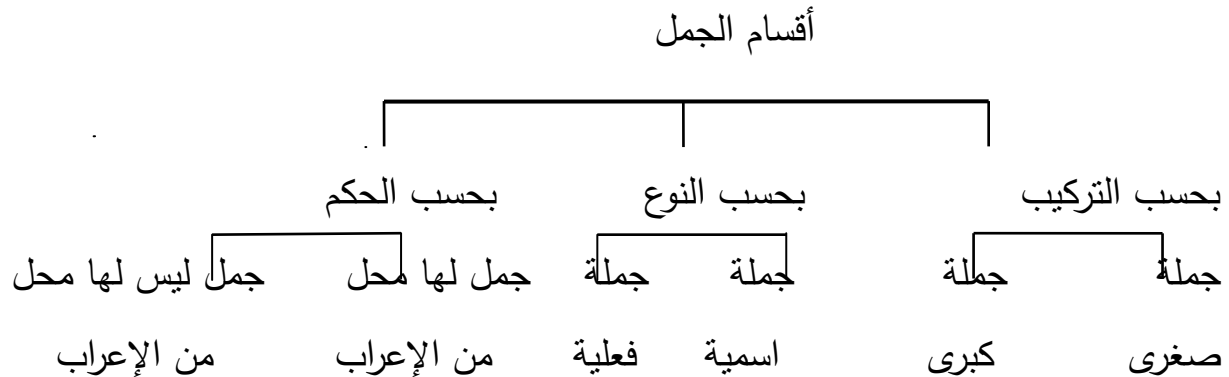 أقسام الجمل
بحسب التركيب بحسب النوع بحسب الحكم
جملة جملة جملة جملة جمل لها محل جمل ليس لها محل
صغرى كبرى اسمية فعلية من الإعراب من الإعراب